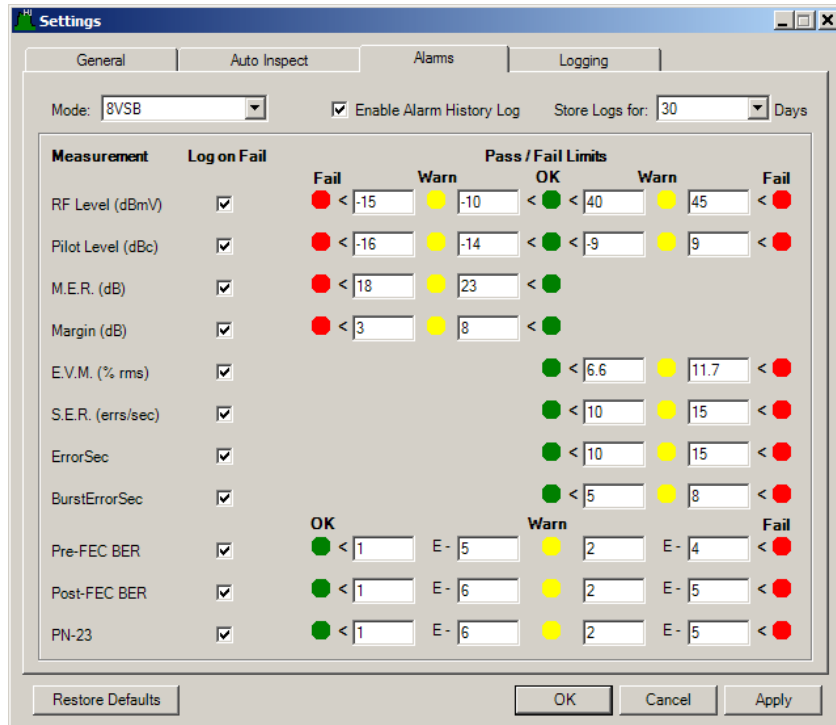 HJ
Settings
General Auto Inspect Alarms Logging
Mode: 8VSB Enable Alarm History Log Store Logs for: 30 Days
Measurement Log on Fail Pass / Fail Limits
Fail Warn OK Warn Fail
RF Level (dBmV) < -15 -10 < < 40 45 <
Pilot Level (dBc) < -16 -14 < < -9 9 <
M.E.R. (dB) < 18 23 <
Margin (dB) < 3 8 <
E.V.M. (% rms) < 6.6 11.7 <
S.E.R. (errs/sec) < 10 15 <
ErrorSec < 10 15 <
BurstErrorSec < 5 8 <
OK Warn Fail
Pre-FEC BER < 1 E - 5 2 E - 4 <
Post-FEC BER < 1 E - 6 2 E - 5 <
PN-23 < 1 E - 6 2 E - 5 <
Restore Defaults OK Cancel Apply